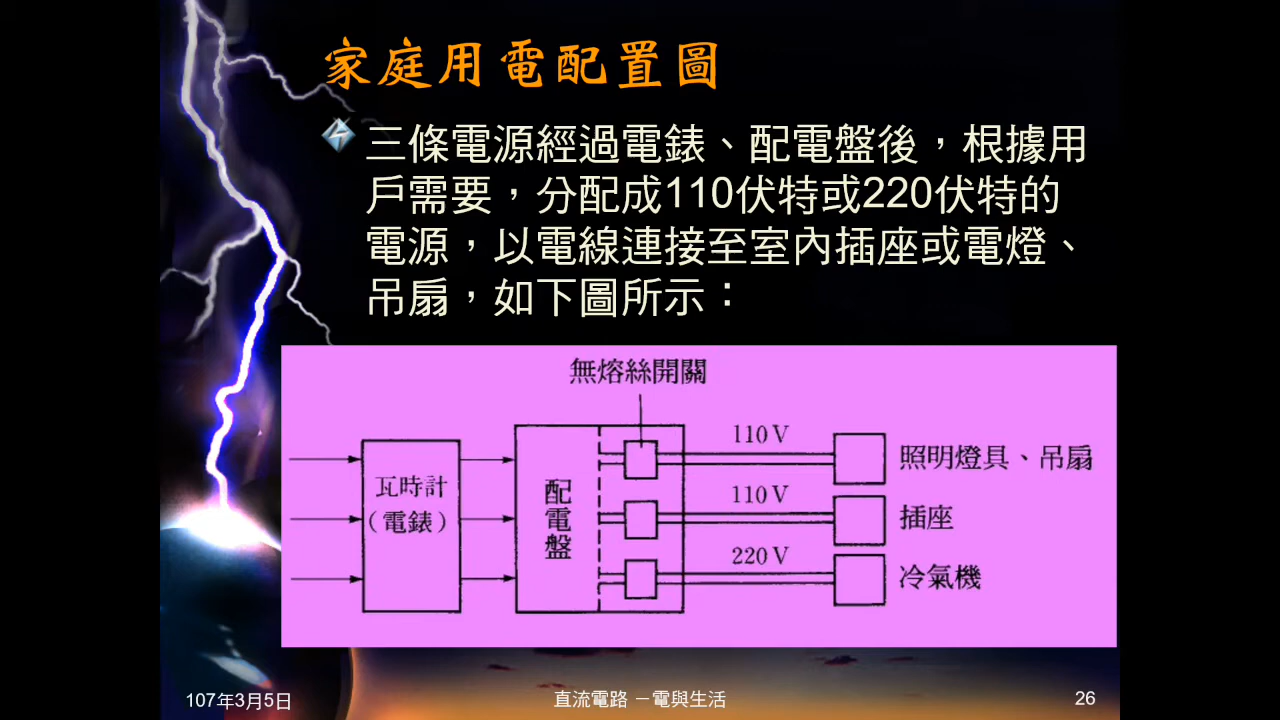 家庭用電配置圖
三條電源經過電錶、配電盤後，根據用
戶需要，分配成110伏特或220伏特的
電源，以電線連接至室內插座或電燈、
吊扇，如下圖所示：
無熔絲開關
110V
照明燈具、吊扇
瓦時計
（電錶）
配電盤
110V
插座
220V
冷氣機
107年3月5日
直流電路 －電與生活
26